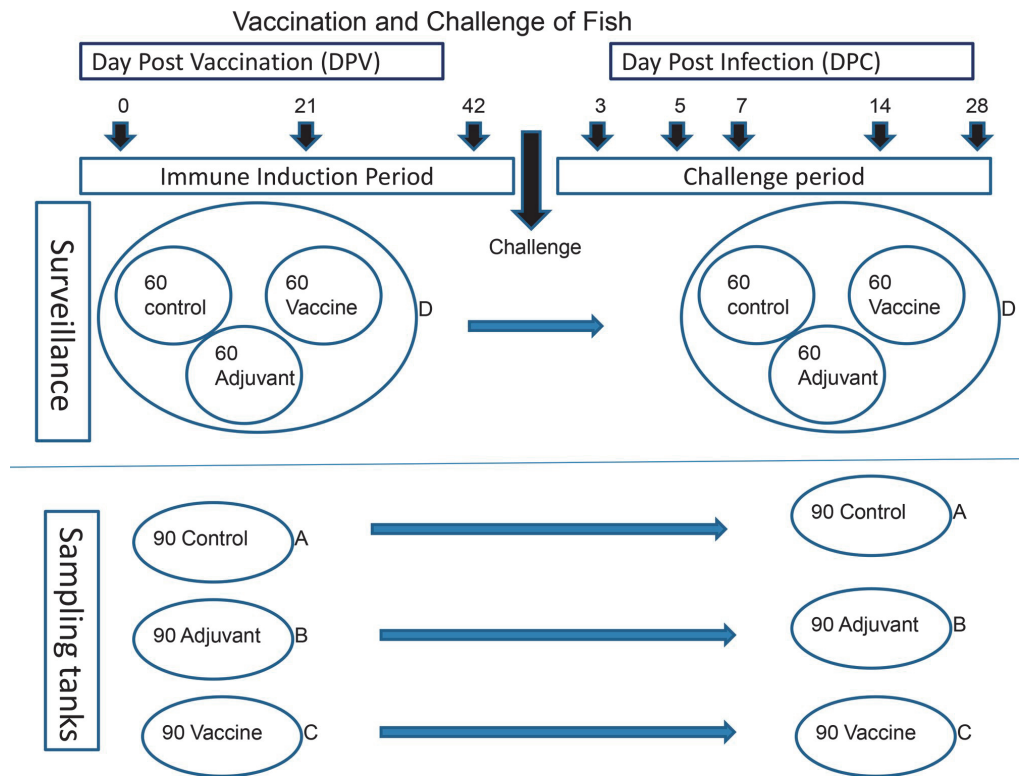 Vaccination and Challenge of Fish
Day Post Vaccination (DPV)
Day Post Infection (DPC)
0
21
42
3
5
7
14
28
Immune Induction Period
Challenge period
Challenge
Surveillance
60
control
60
Vaccine
60
Adjuvant
D
60
control
60
Vaccine
60
Adjuvant
D
Sampling tanks
90 Control
A
90 Control
A
90 Adjuvant
B
90 Adjuvant
B
90 Vaccine
C
90 Vaccine
C